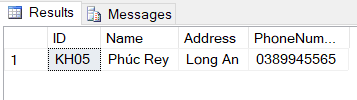 Results Messages
ID Name Address PhoneNum...
1 KH05 Phúc Rey Long An 0389945565